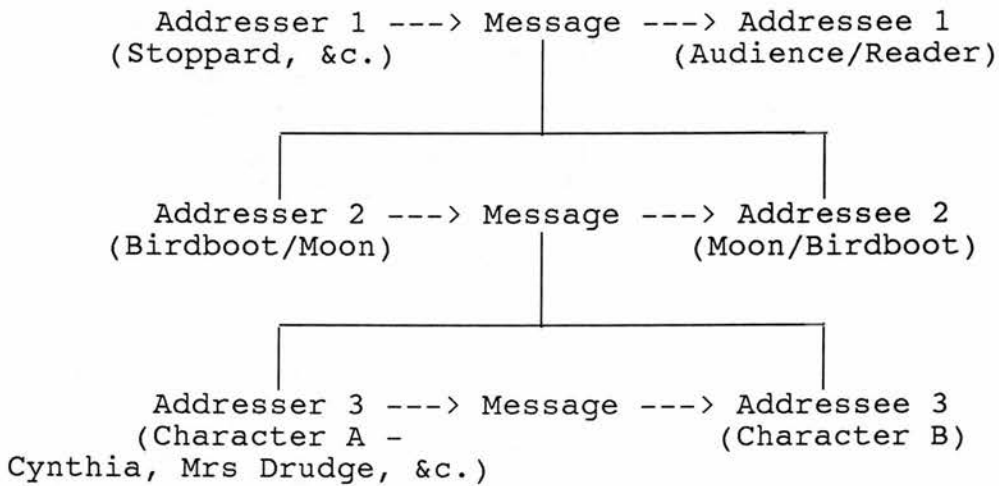 Addresser 1 ---> Message ---> Addressee 1
(Stoppard, &c.) (Audience/Reader)
Addresser 2 ---> Message ---> Addressee 2
(Birdboot/Moon) (Moon/Birdboot)
Addresser 3 ---> Message ---> Addressee 3
(Character A - (Character B)
Cynthia, Mrs Drudge, &c.)